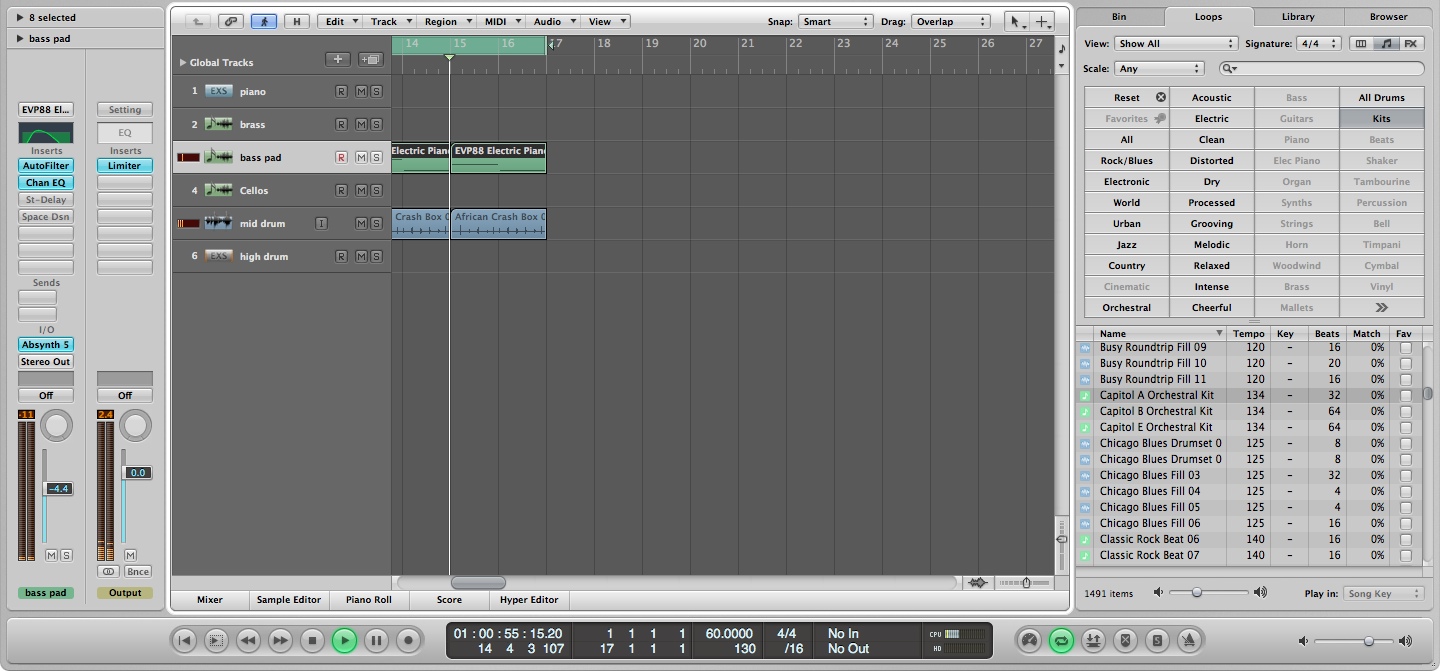 8 selected
bass pad
EVP88 El... Setting
EQ
Inserts Inserts
AutoFilter Limiter
Chan EQ
St-Delay
Space Dsn
Sends
I/O
Absynth 5
Stereo Out
Off Off
-11 2.4
0.0
-4.4
M S M
Bnce
bass pad Output
H Edit Track Region MIDI Audio View Snap: Smart Drag: Overlap
14 15 16 17 18 19 20 21 22 23 24 25 26 27
Global Tracks
1 EXS piano R M S
2 brass R M S
bass pad R M S Electric Piano EVP88 Electric Piano
4 Cellos R M S
mid drum I M S Crash Box African Crash Box
6 EXS high drum R M S
Mixer Sample Editor Piano Roll Score Hyper Editor
Bin Loops Library Browser
View: Show All Signature: 4/4 FX
Scale: Any
Reset Acoustic Bass All Drums
Favorites Electric Guitars Kits
All Clean Piano Beats
Rock/Blues Distorted Elec Piano Shaker
Electronic Dry Organ Tambourine
World Processed Synths Percussion
Urban Grooving Strings Bell
Jazz Melodic Horn Timpani
Country Relaxed Woodwind Cymbal
Cinematic Intense Brass Vinyl
Orchestral Cheerful Mallets
Name Tempo Key Beats Match Fav
Busy Roundtrip Fill 09 120 – 16 0%
Busy Roundtrip Fill 10 120 – 20 0%
Busy Roundtrip Fill 11 120 – 16 0%
Capitol A Orchestral Kit 134 – 32 0%
Capitol B Orchestral Kit 134 – 64 0%
Capitol E Orchestral Kit 134 – 64 0%
Chicago Blues Drumset 0 125 – 8 0%
Chicago Blues Drumset 0 125 – 8 0%
Chicago Blues Fill 03 125 – 32 0%
Chicago Blues Fill 04 125 – 4 0%
Chicago Blues Fill 05 125 – 4 0%
Chicago Blues Fill 06 125 – 16 0%
Classic Rock Beat 06 140 – 16 0%
Classic Rock Beat 07 140 – 16 0%
1491 items Play in: Song Key
01 : 00 : 55 : 15.20 1 1 1 1 60.0000 4/4 No In CPU
14 4 3 107 17 1 1 1 130 /16 No Out HD
S